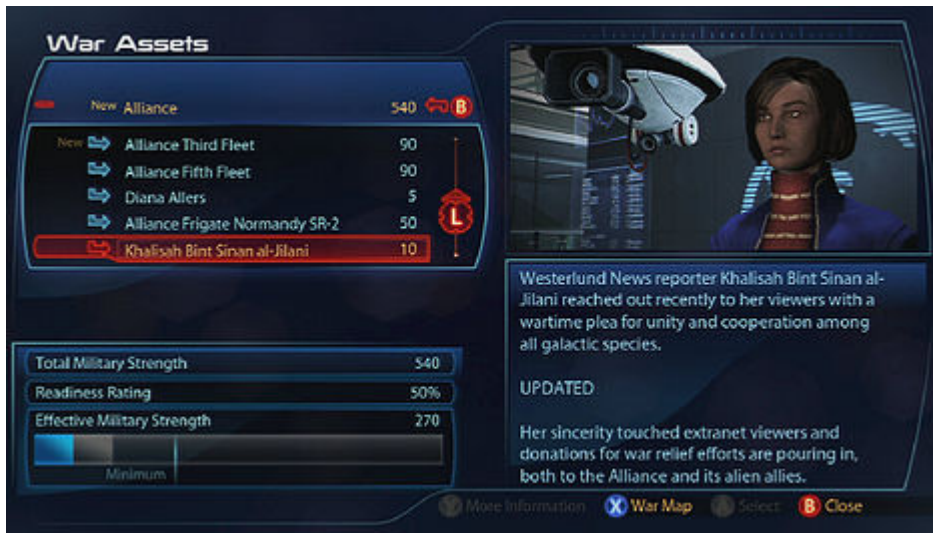 War Assets
New Alliance 540 B
New Alliance Third Fleet 90
Alliance Fifth Fleet 90
Diana Allers 5
Alliance Frigate Normandy SR-2 50
L
Khalisah Bint Sinan al-Jilani 10
Total Military Strength 540
Readiness Rating 50%
Effective Military Strength 270
Minimum
Westerlund News reporter Khalisah Bint Sinan al-
Jilani reached out recently to her viewers with a
wartime plea for unity and cooperation among
all galactic species.
UPDATED
Her sincerity touched extranet viewers and
donations for war relief efforts are pouring in,
both to the Alliance and its alien allies.
Y More Information X War Map A Select B Close